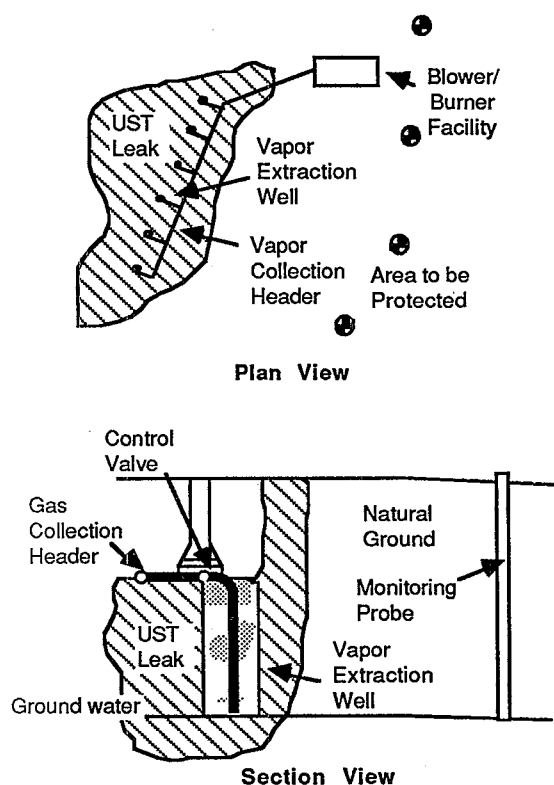 Blower/
Burner
Facility
UST
Leak
Vapor
Extraction
Well
Vapor
Collection
Header
Area to be
Protected
Plan View
Control
Valve
Gas
Collection
Header
Natural
Ground
Monitoring
Probe
UST
Leak
Vapor
Extraction
Well
Ground water
Section View